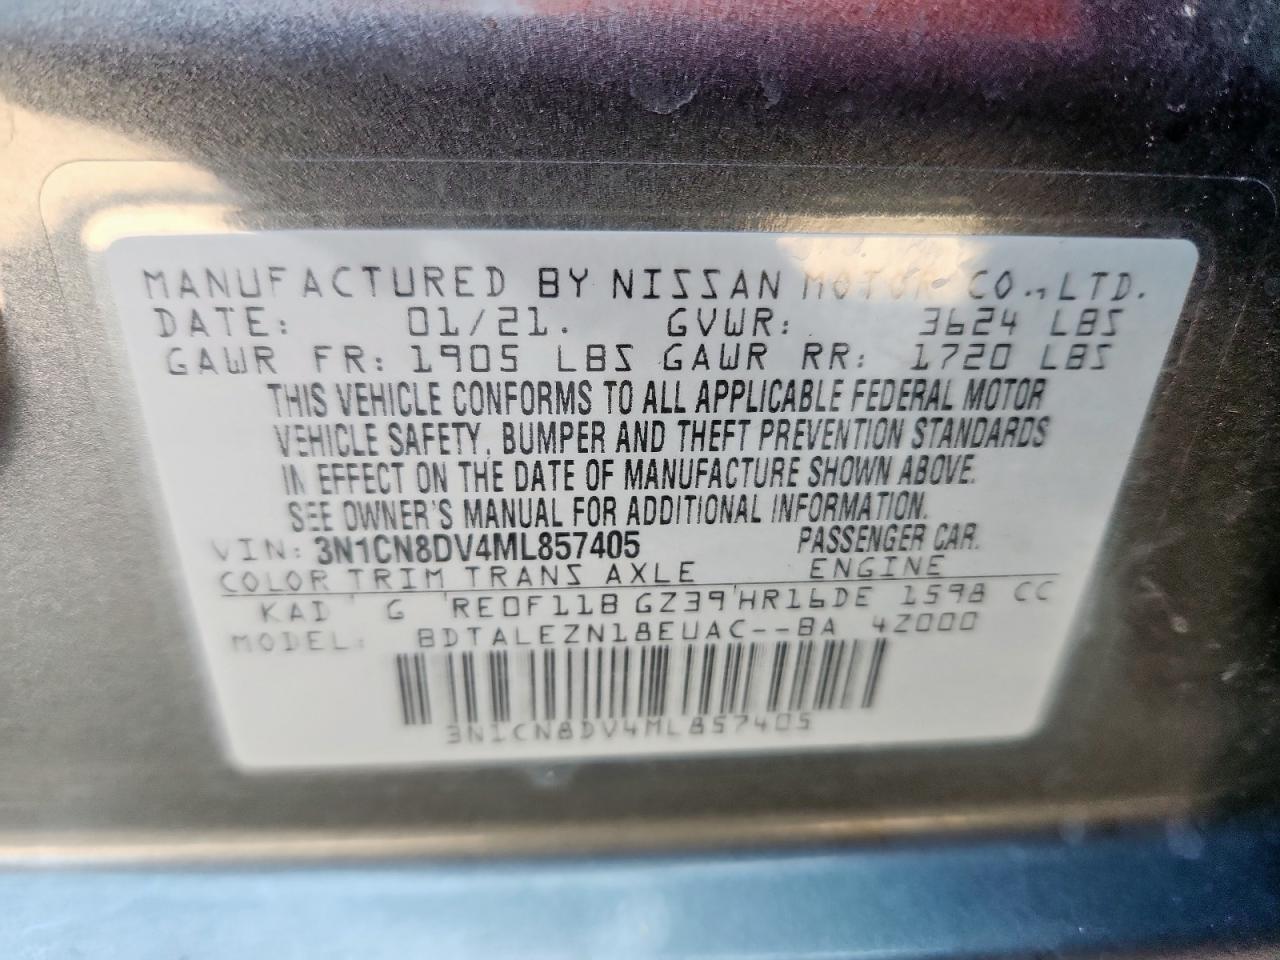 MANUFACTURED BY NISSAN MOTOR CO., LTD.
DATE: 01/21. GVWR: 3624 LBS
GAWR FR: 1905 LBS GAWR RR: 1720 LBS
THIS VEHICLE CONFORMS TO ALL APPLICABLE FEDERAL MOTOR
VEHICLE SAFETY, BUMPER AND THEFT PREVENTION STANDARDS
IN EFFECT ON THE DATE OF MANUFACTURE SHOWN ABOVE.
SEE OWNER'S MANUAL FOR ADDITIONAL INFORMATION.
VIN: 3N1CN8DV4ML857405 PASSENGER CAR.
COLOR TRIM TRANS AXLE ENGINE
KAD G RE0F11B GZ39 HR16DE 1598 CC
MODEL: BDTALEZN18EUAC--BA 4Z000
3N1CN8DV4ML857405